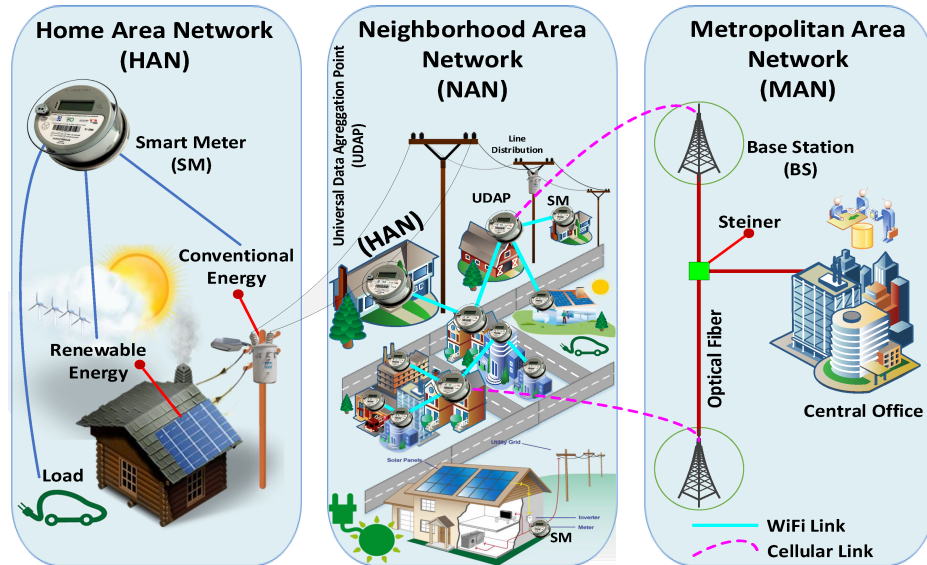 Home Area Network
(HAN)
Smart Meter
(SM)
Conventional
Energy
Renewable
Energy
Load
Neighborhood Area
Network
(NAN)
Universal Data Agreggation Point
(UDAP)
Line
Distribution
UDAP
SM
(HAN)
Utility Grid
Solar Panels
Inverter
Meter
SM
Metropolitan Area
Network
(MAN)
Base Station
(BS)
Steiner
Optical Fiber
Central Office
WiFi Link
Cellular Link